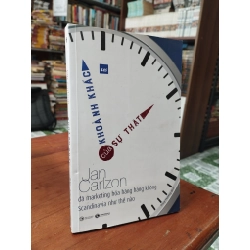 KHOẢNH KHẮC
của
SỰ THẬT
Jan
Carlzon
đã marketing hóa hãng hàng không
Scandinavia như thế nào